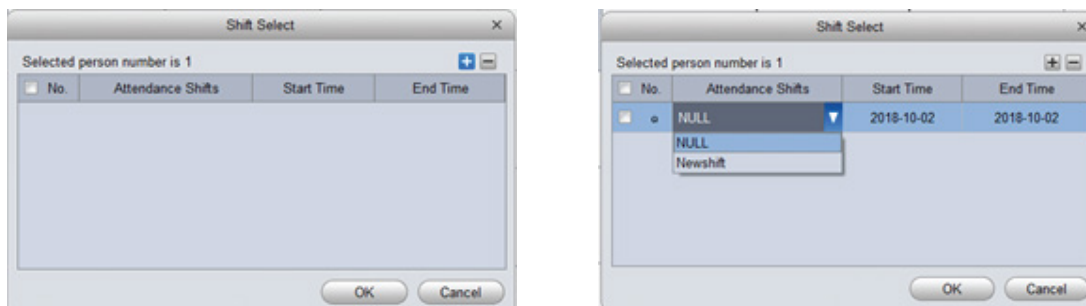 Shift Select
Selected person number is 1
No. Attendance Shifts Start Time End Time
OK Cancel
Shift Select
Selected person number is 1
No. Attendance Shifts Start Time End Time
0 NULL 2018-10-02 2018-10-02
NULL
Newshift
OK Cancel